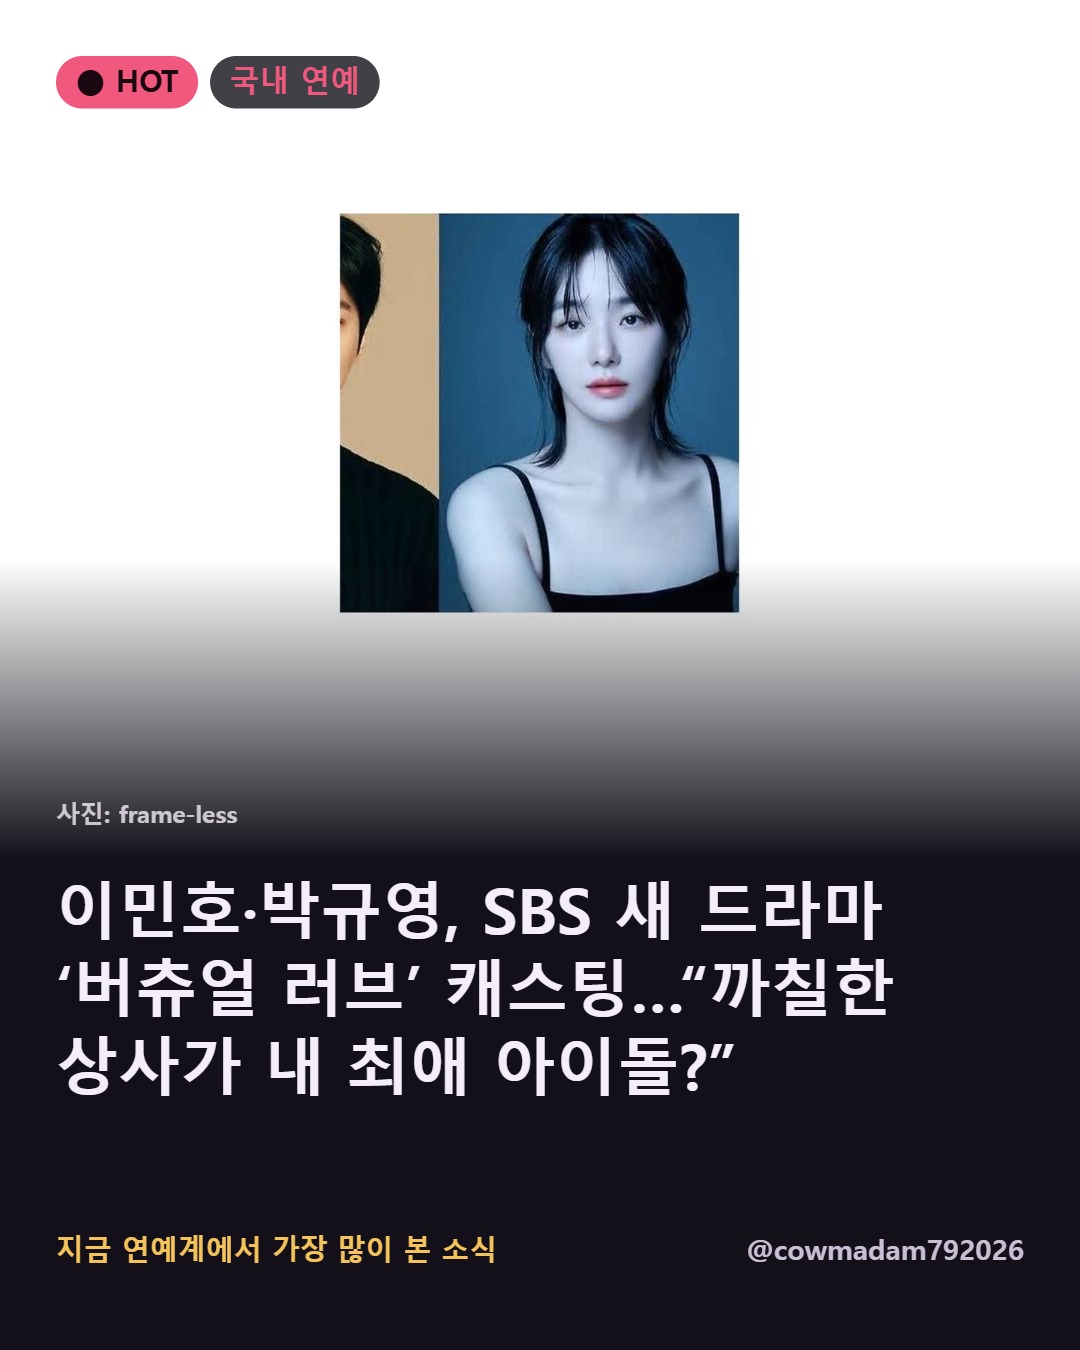 ● HOT
국내 연예
사진: frame-less
이민호·박규영, SBS 새 드라마
‘버츄얼 러브’ 캐스팅…“까칠한
상사가 내 최애 아이돌?”
지금 연예계에서 가장 많이 본 소식
@cowmadam792026